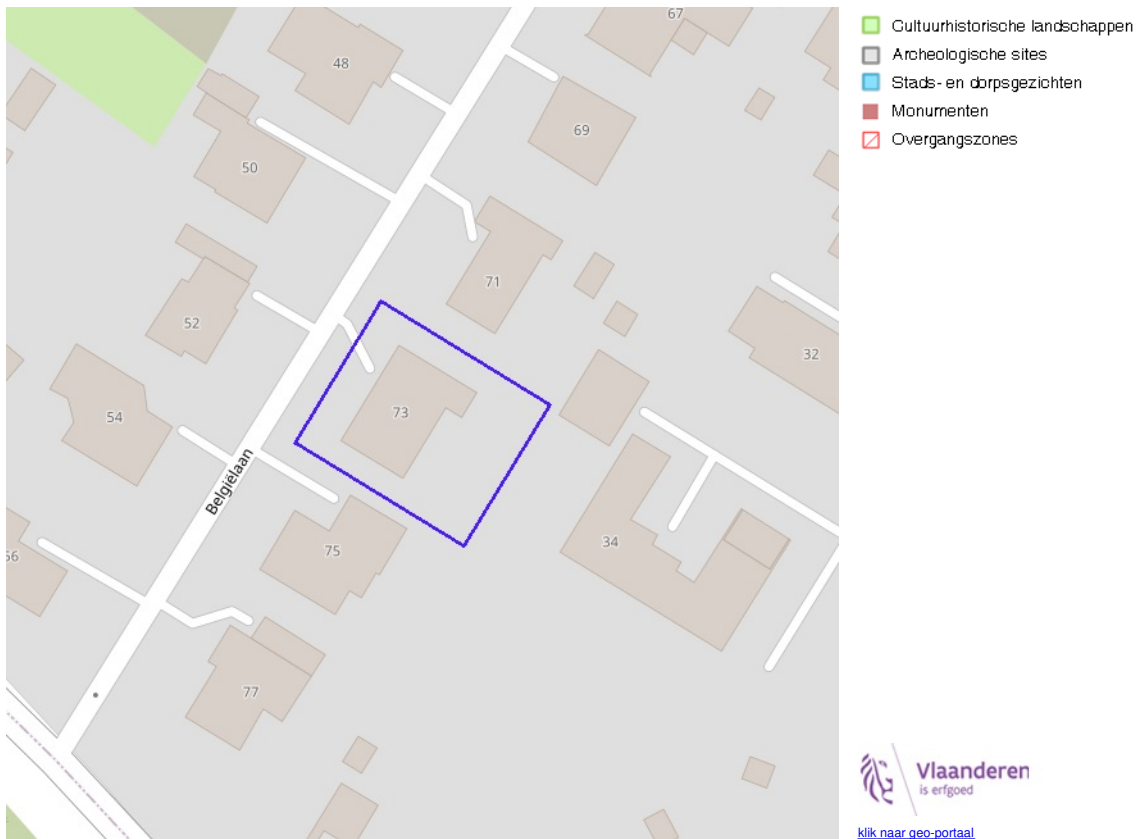 67
48
69
50
71
52
32
73
54
Belgiëlaan
34
75
56
77
Cultuurhistorische landschappen
Archeologische sites
Stads- en dorpsgezichten
Monumenten
Overgangszones
Vlaanderen
is erfgoed
klik naar geo-portaal